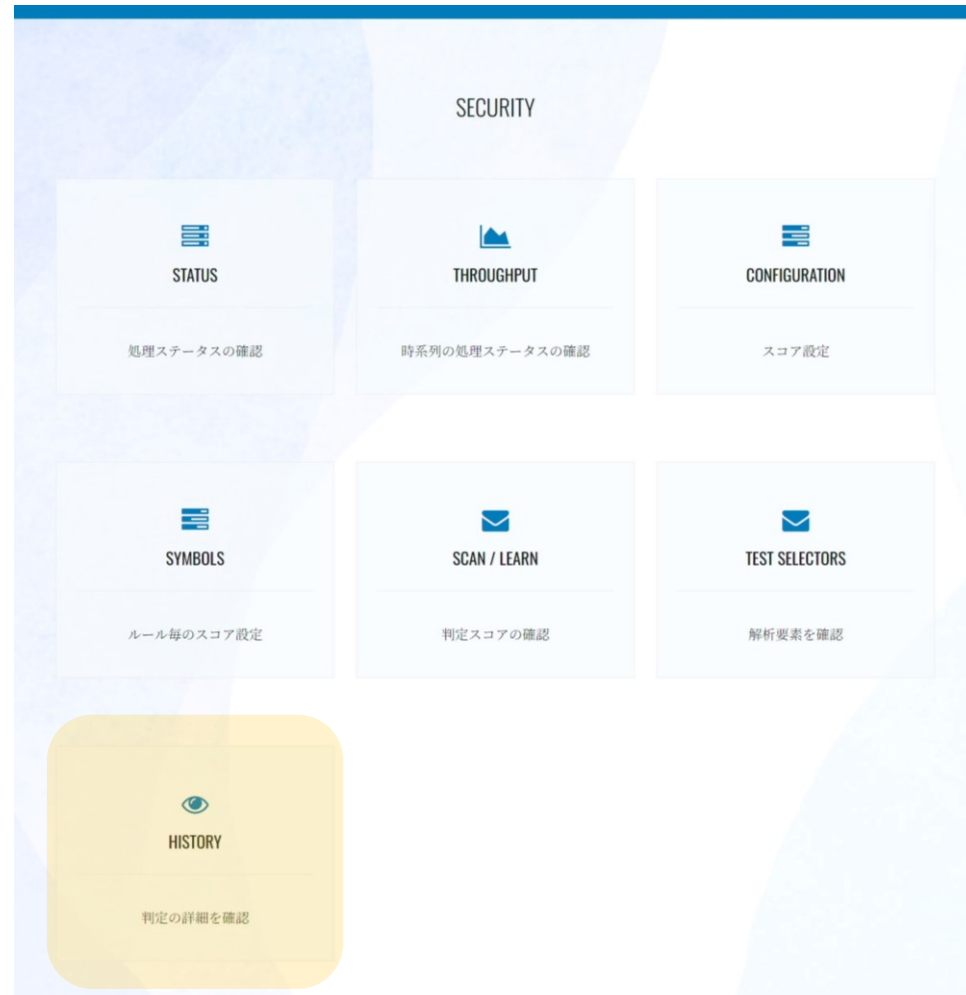 SECURITY
STATUS
処理ステータスの確認
THROUGHPUT
時系列の処理ステータスの確認
CONFIGURATION
スコア設定
SYMBOLS
ルール毎のスコア設定
SCAN / LEARN
判定スコアの確認
TEST SELECTORS
解析要素を確認
HISTORY
判定の詳細を確認